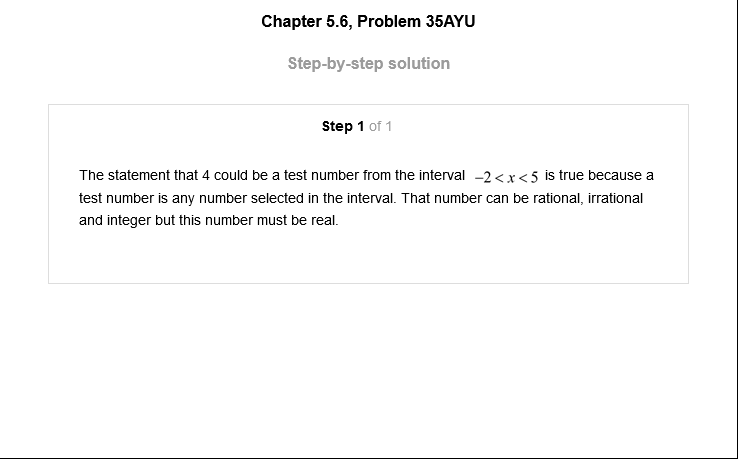 Chapter 5.6, Problem 35AYU
Step-by-step solution
Step 1 of 1
The statement that 4 could be a test number from the interval −2 < x < 5 is true because a
test number is any number selected in the interval. That number can be rational, irrational
and integer but this number must be real.